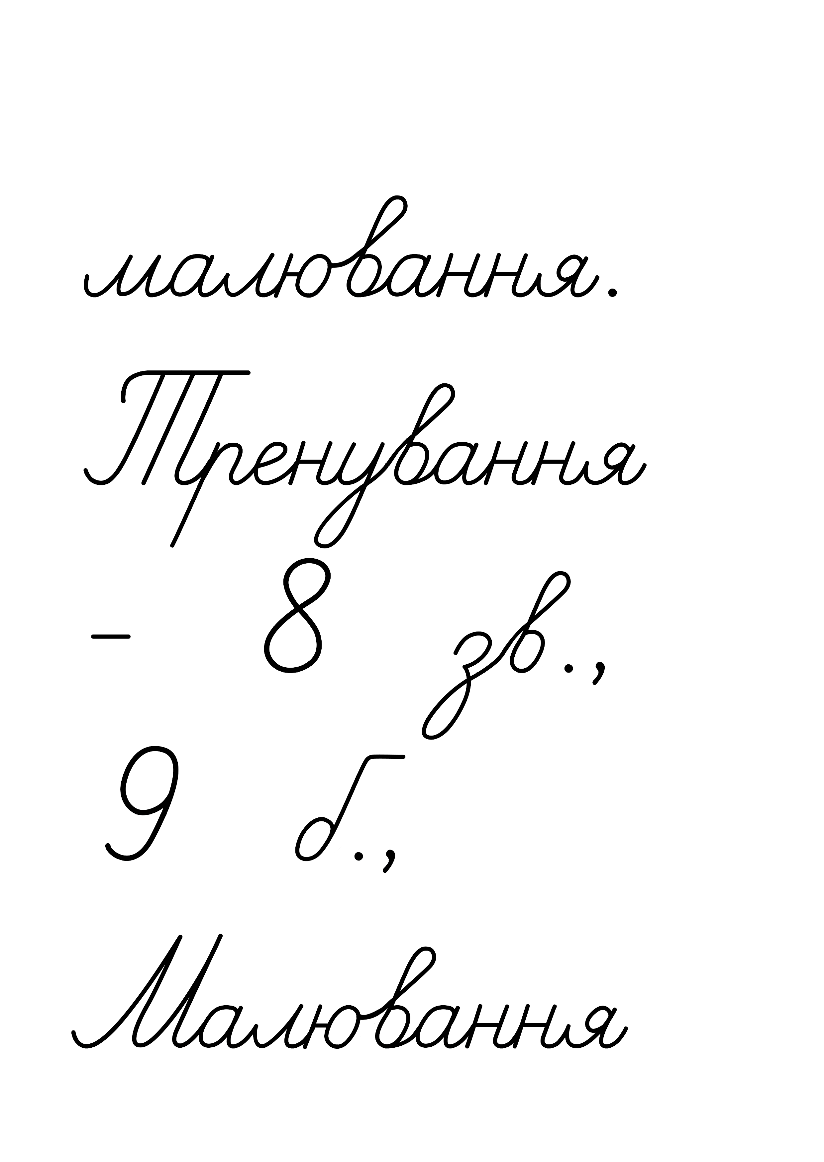 малювання.
Тренування
- 8 зв.,
9 б.,
Малювання